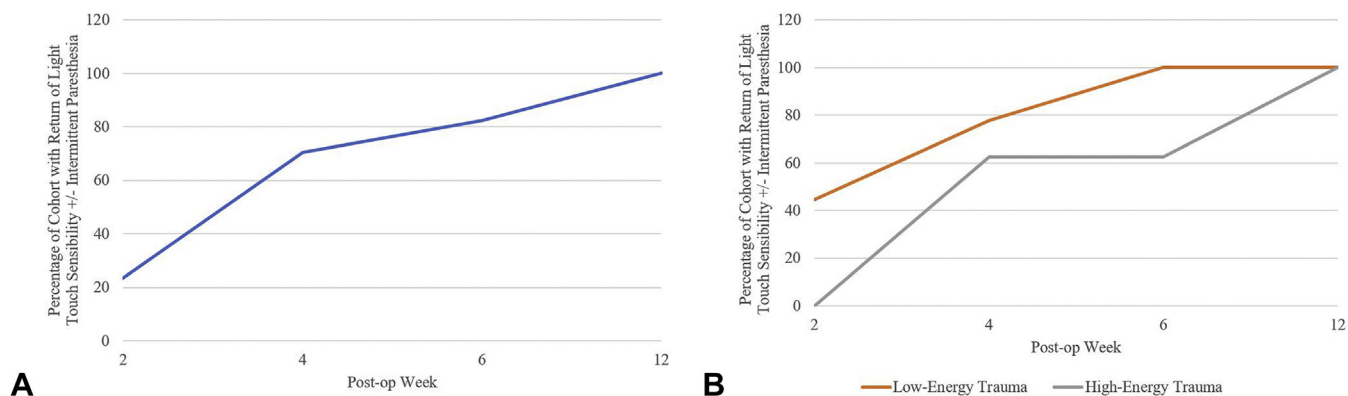 Percentage of Cohort with Return of Light
Touch Sensibility +/- Intermittent Paresthesia
120
100
80
60
40
20
0
2 4 6 12
Post-op Week
A
Percentage of Cohort with Return of Light
Touch Sensibility +/- Intermittent Paresthesia
120
100
80
60
40
20
0
2 4 6 12
Post-op Week
Low-Energy Trauma High-Energy Trauma
B